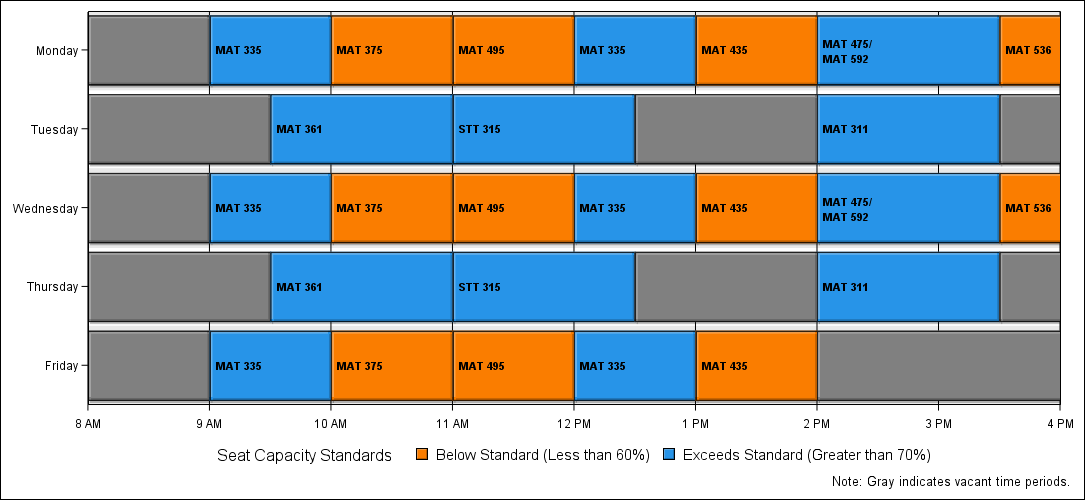 Monday
MAT 335
MAT 375
MAT 495
MAT 335
MAT 435
MAT 475/
MAT 592
MAT 536
Tuesday
MAT 361
STT 315
MAT 311
Wednesday
MAT 335
MAT 375
MAT 495
MAT 335
MAT 435
MAT 475/
MAT 592
MAT 536
Thursday
MAT 361
STT 315
MAT 311
Friday
MAT 335
MAT 375
MAT 495
MAT 335
MAT 435
8 AM
9 AM
10 AM
11 AM
12 PM
1 PM
2 PM
3 PM
4 PM
Seat Capacity Standards
Below Standard (Less than 60%)
Exceeds Standard (Greater than 70%)
Note: Gray indicates vacant time periods.